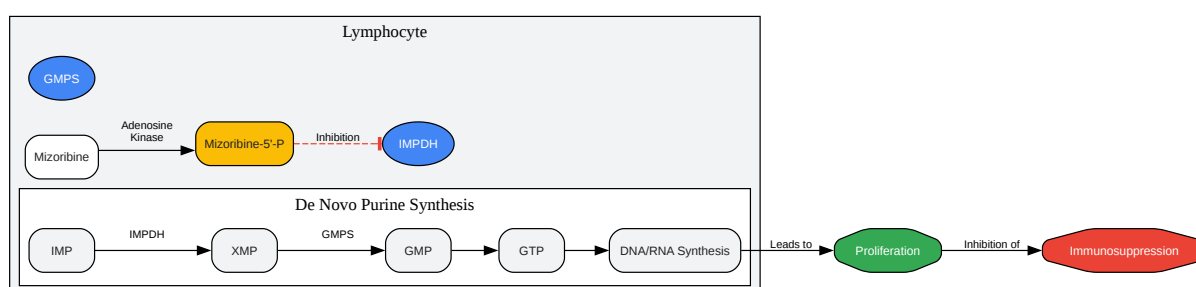 Lymphocyte
GMPS
Adenosine
Kinase
Mizoribine
Mizoribine-5'-P
Inhibition
IMPDH
De Novo Purine Synthesis
IMP
IMPDH
XMP
GMPS
GMP
GTP
DNA/RNA Synthesis
Leads to
Proliferation
Inhibition of
Immunosuppression